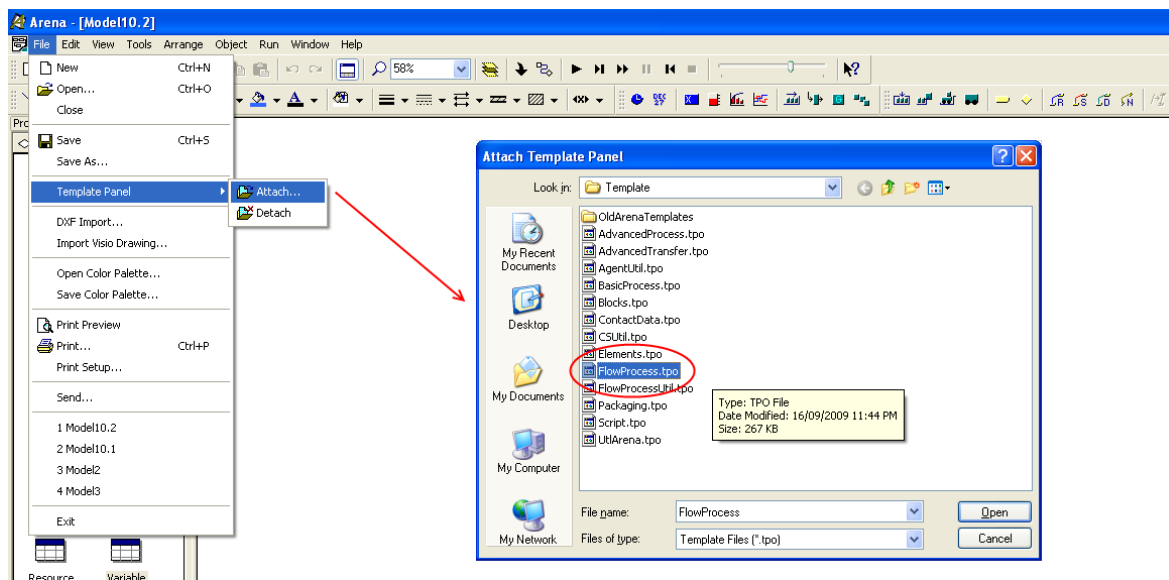 Arena - [Model10.2]
File Edit View Tools Arrange Object Run Window Help
58%
New Ctrl+N
Open... Ctrl+O
Close
Save Ctrl+S
Save As...
Template Panel
Attach...
Detach
DXF Import...
Import Visio Drawing...
Open Color Palette...
Save Color Palette...
Print Preview
Print... Ctrl+P
Print Setup...
Send...
1 Model10.2
2 Model10.1
3 Model2
4 Model3
Exit
Resource Variable
Attach Template Panel
Look in: Template
My Recent Documents
Desktop
My Documents
My Computer
My Network
OldArenaTemplates
AdvancedProcess.tpo
AdvancedTransfer.tpo
AgentUtil.tpo
BasicProcess.tpo
Blocks.tpo
ContactData.tpo
CSUtil.tpo
Elements.tpo
FlowProcess.tpo
FlowProcessUtil.tpo
Packaging.tpo
Script.tpo
UtlArena.tpo
Type: TPO File
Date Modified: 16/09/2009 11:44 PM
Size: 267 KB
File name: FlowProcess Open
Files of type: Template Files (*.tpo) Cancel